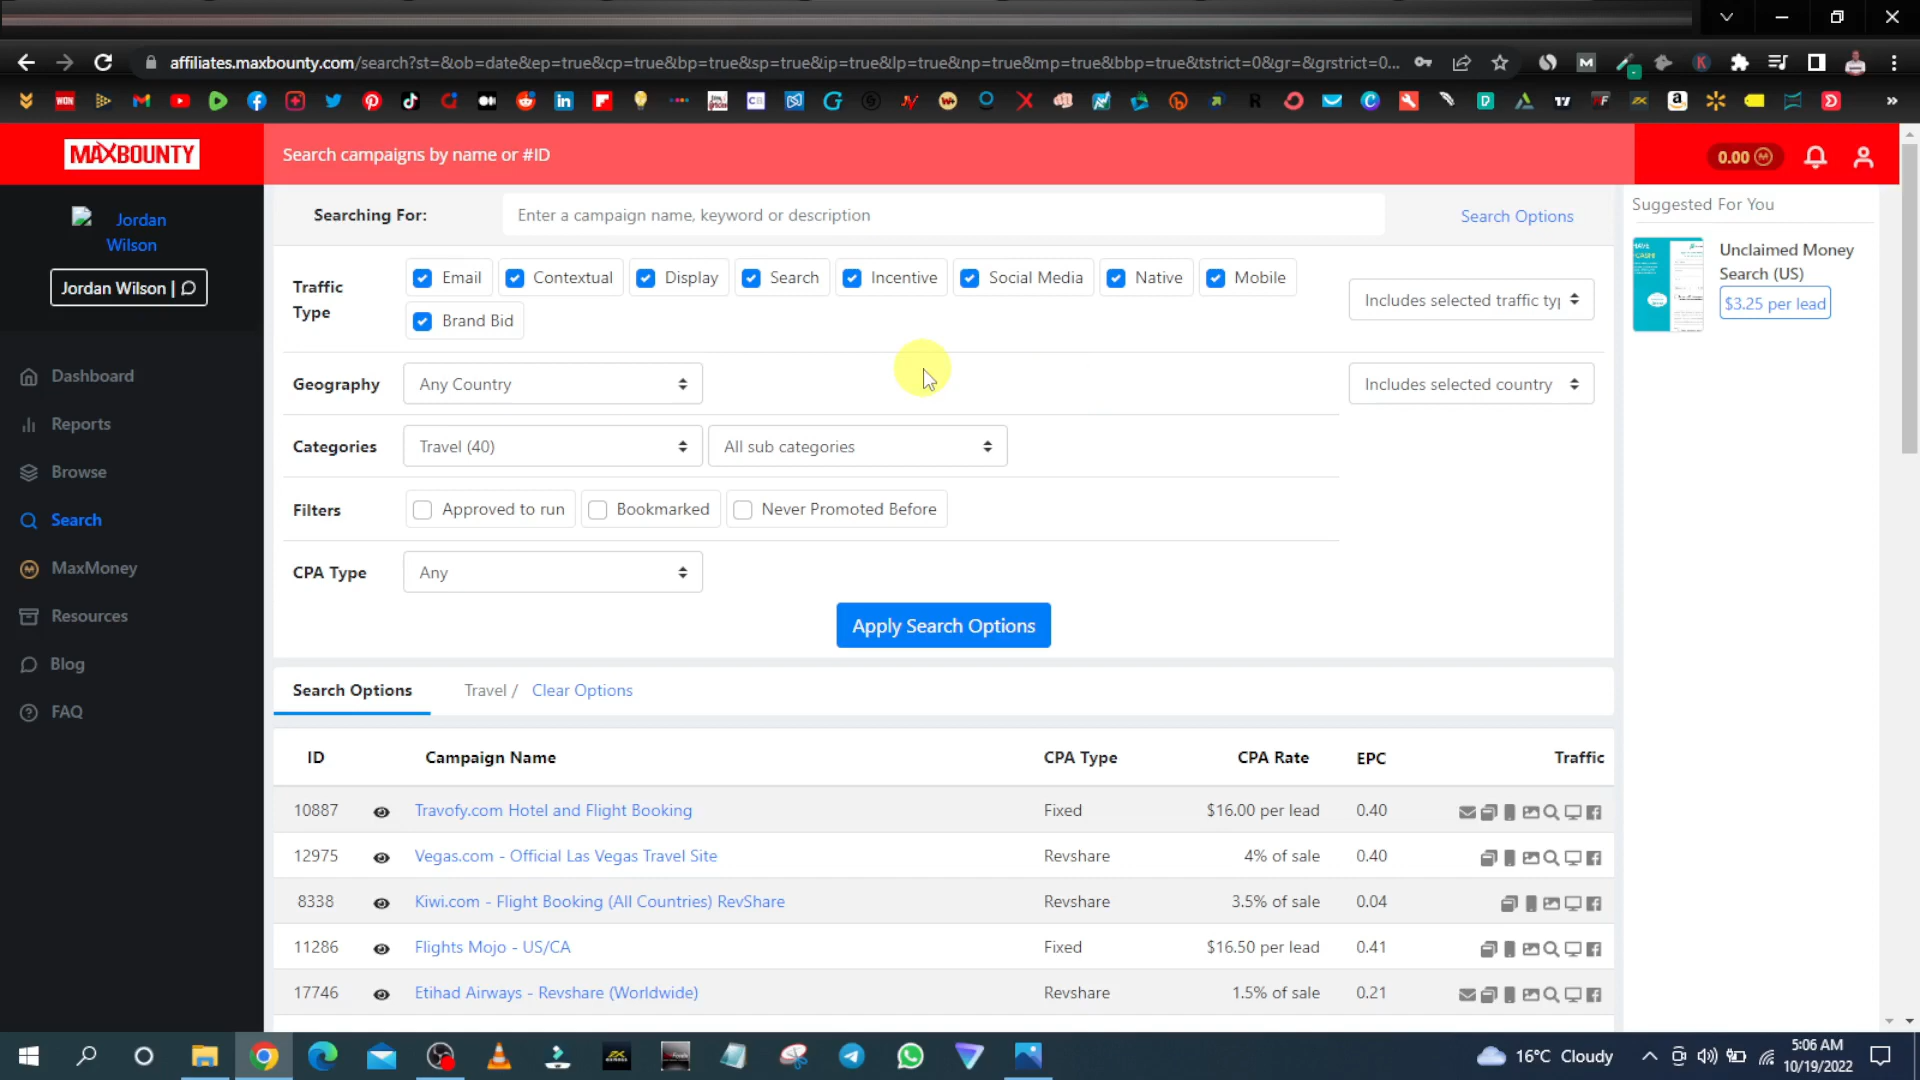 affiliates.maxbounty.com/search?st=&ob=date&ep=true&cp=true&bp=true&sp=true&ip=true&lp=true&np=true&mp=true&bbp=true&tstrict=0&gr=&grstrict=0...
MAXBOUNTY
Search campaigns by name or #ID
0.00
Jordan
Wilson
Jordan Wilson |
Dashboard
Reports
Browse
Search
MaxMoney
Resources
Blog
FAQ
Searching For:
Enter a campaign name, keyword or description
Search Options
Traffic
Type
Email
Contextual
Display
Search
Incentive
Social Media
Native
Mobile
Brand Bid
Includes selected traffic typ
Geography
Any Country
Includes selected country
Categories
Travel (40)
All sub categories
Filters
Approved to run
Bookmarked
Never Promoted Before
CPA Type
Any
Apply Search Options
Search Options
Travel /
Clear Options
ID Campaign Name CPA Type CPA Rate EPC Traffic
10887 Travofy.com Hotel and Flight Booking Fixed $16.00 per lead 0.40
12975 Vegas.com - Official Las Vegas Travel Site Revshare 4% of sale 0.40
8338 Kiwi.com - Flight Booking (All Countries) RevShare Revshare 3.5% of sale 0.04
11286 Flights Mojo - US/CA Fixed $16.50 per lead 0.41
17746 Etihad Airways - Revshare (Worldwide) Revshare 1.5% of sale 0.21
Suggested For You
Unclaimed Money
Search (US)
$3.25 per lead
16°C Cloudy
5:06 AM
10/19/2022